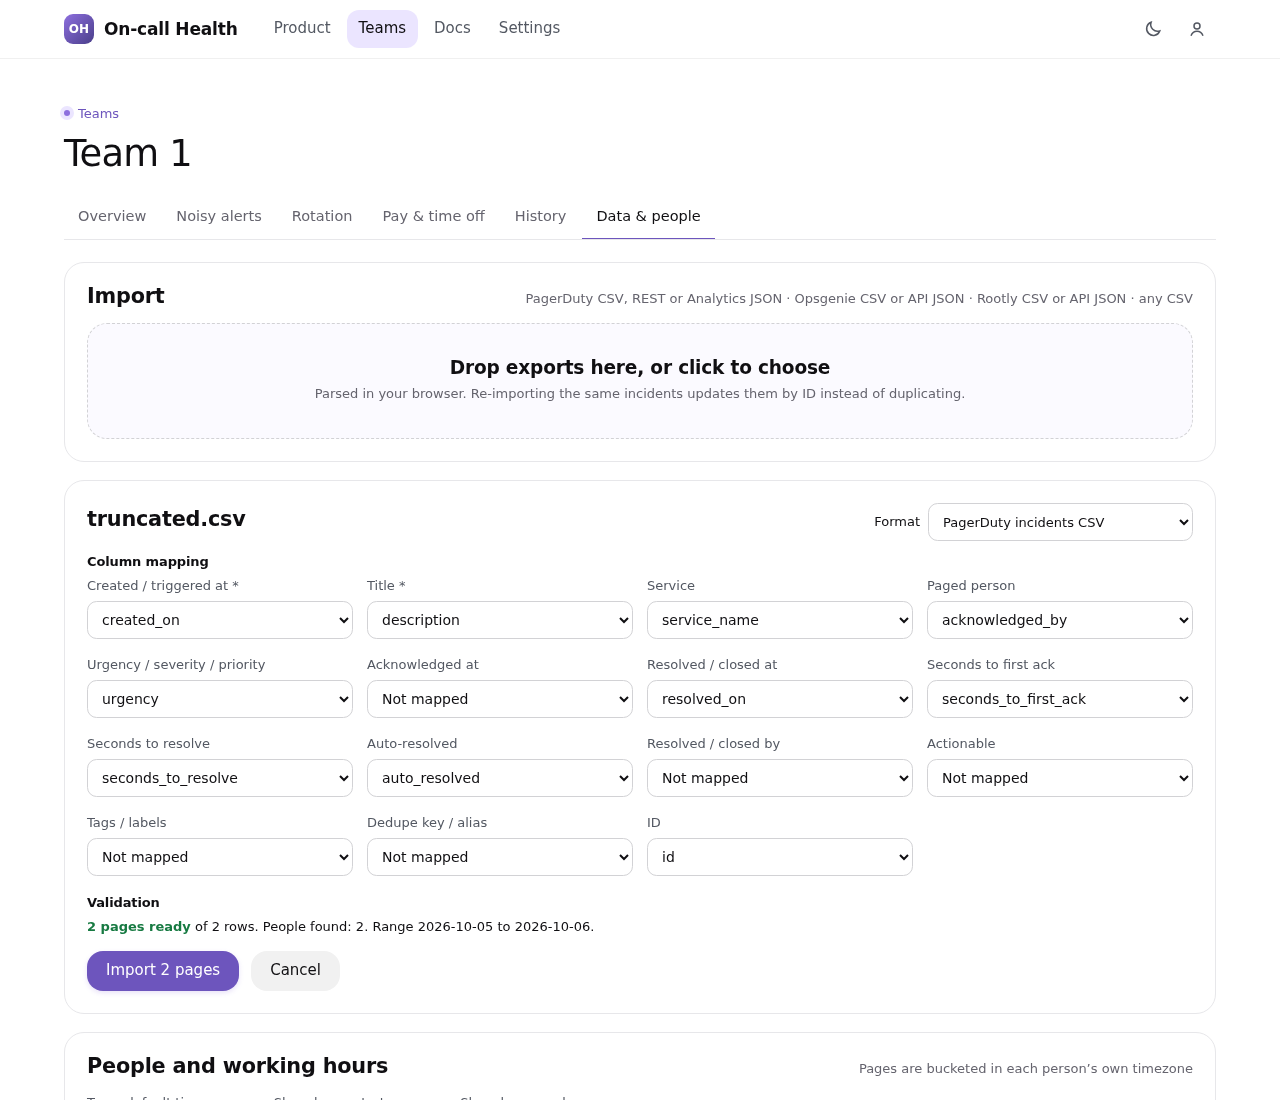 OH On-call Health Product Teams Docs Settings
Teams
Team 1
Overview Noisy alerts Rotation Pay & time off History Data & people
Import PagerDuty CSV, REST or Analytics JSON · Opsgenie CSV or API JSON · Rootly CSV or API JSON · any CSV
Drop exports here, or click to choose
Parsed in your browser. Re-importing the same incidents updates them by ID instead of duplicating.
truncated.csv Format PagerDuty incidents CSV
Column mapping
Created / triggered at * Title * Service Paged person
created_on description service_name acknowledged_by
Urgency / severity / priority Acknowledged at Resolved / closed at Seconds to first ack
urgency Not mapped resolved_on seconds_to_first_ack
Seconds to resolve Auto-resolved Resolved / closed by Actionable
seconds_to_resolve auto_resolved Not mapped Not mapped
Tags / labels Dedupe key / alias ID
Not mapped Not mapped id
Validation
2 pages ready of 2 rows. People found: 2. Range 2026-10-05 to 2026-10-06.
Import 2 pages Cancel
People and working hours Pages are bucketed in each person’s own timezone